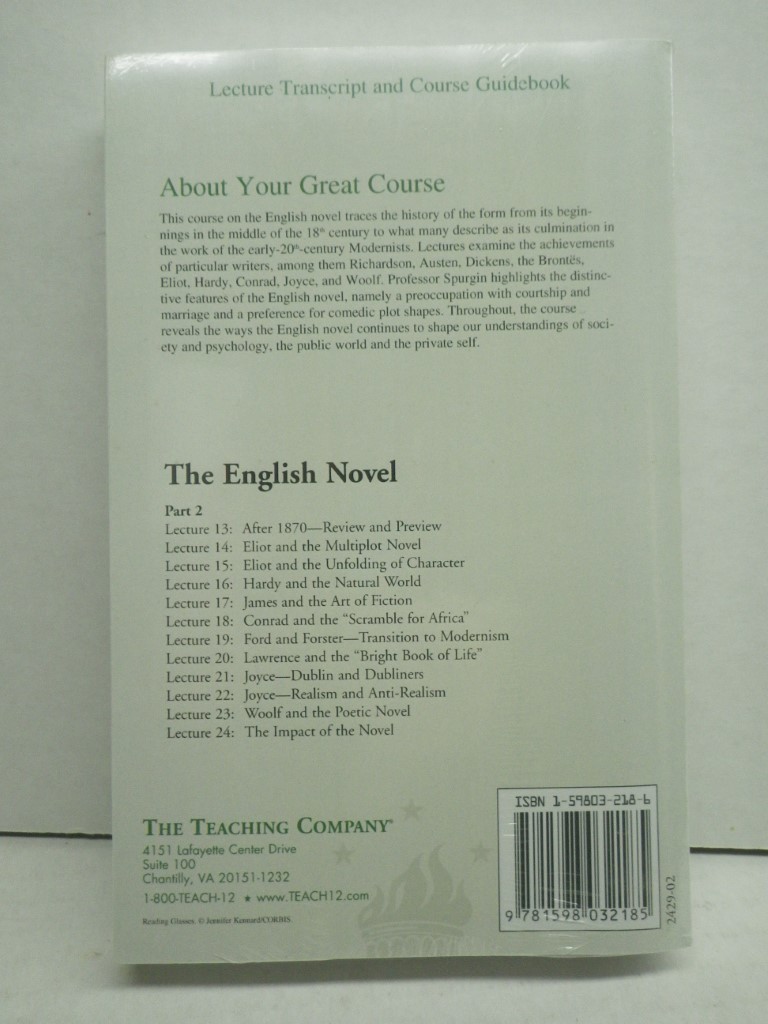 Lecture Transcript and Course Guidebook
About Your Great Course
This course on the English novel traces the history of the form from its begin-
nings in the middle of the 18th century to what many describe as its culmination in
the work of the early-20th-century Modernists. Lectures examine the achievements
of particular writers, among them Richardson, Austen, Dickens, the Brontës,
Eliot, Hardy, Conrad, Joyce, and Woolf. Professor Spurgin highlights the distinc-
tive features of the English novel, namely a preoccupation with courtship and
marriage and a preference for comedic plot shapes. Throughout, the course
reveals the ways the English novel continues to shape our understandings of soci-
ety and psychology, the public world and the private self.
The English Novel
Part 2
Lecture 13: After 1870—Review and Preview
Lecture 14: Eliot and the Multiplot Novel
Lecture 15: Eliot and the Unfolding of Character
Lecture 16: Hardy and the Natural World
Lecture 17: James and the Art of Fiction
Lecture 18: Conrad and the “Scramble for Africa”
Lecture 19: Ford and Forster—Transition to Modernism
Lecture 20: Lawrence and the “Bright Book of Life”
Lecture 21: Joyce—Dublin and Dubliners
Lecture 22: Joyce—Realism and Anti-Realism
Lecture 23: Woolf and the Poetic Novel
Lecture 24: The Impact of the Novel
THE TEACHING COMPANY®
4151 Lafayette Center Drive
Suite 100
Chantilly, VA 20151-1232
1-800-TEACH-12 ★ www.TEACH12.com
Reading Glasses. © Jennifer Kennard/CORBIS.
ISBN 1-59803-218-6
9 781598 032185
2429-02